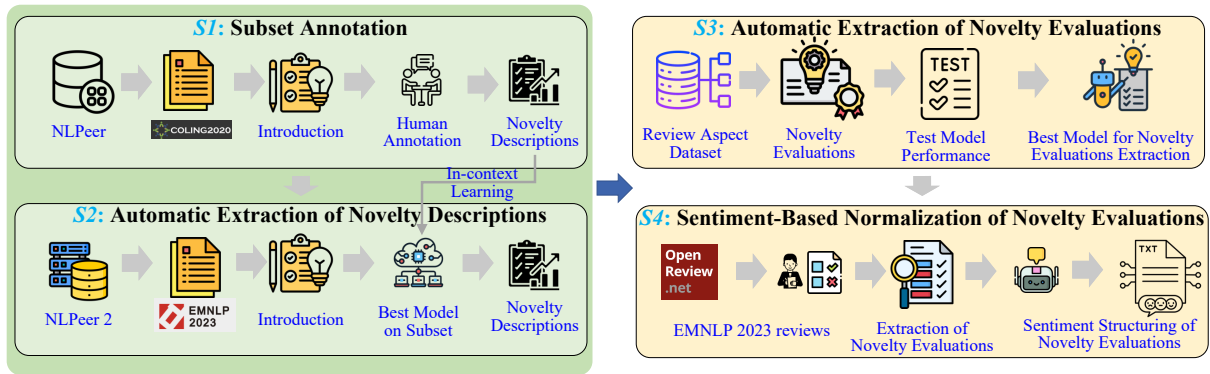 S1: Subset Annotation
NLPeer
COLING2020
Introduction
Human
Annotation
Novelty
Descriptions
In-context
Learning
S2: Automatic Extraction of Novelty Descriptions
NLPeer 2
EMNLP
2023
Introduction
Best Model
on Subset
Novelty
Descriptions
S3: Automatic Extraction of Novelty Evaluations
Review Aspect
Dataset
Novelty
Evaluations
TEST
Test Model
Performance
Best Model for Novelty
Evaluations Extraction
S4: Sentiment-Based Normalization of Novelty Evaluations
Open
Review
.net
EMNLP 2023 reviews
Extraction of
Novelty Evaluations
TXT
Sentiment Structuring of
Novelty Evaluations